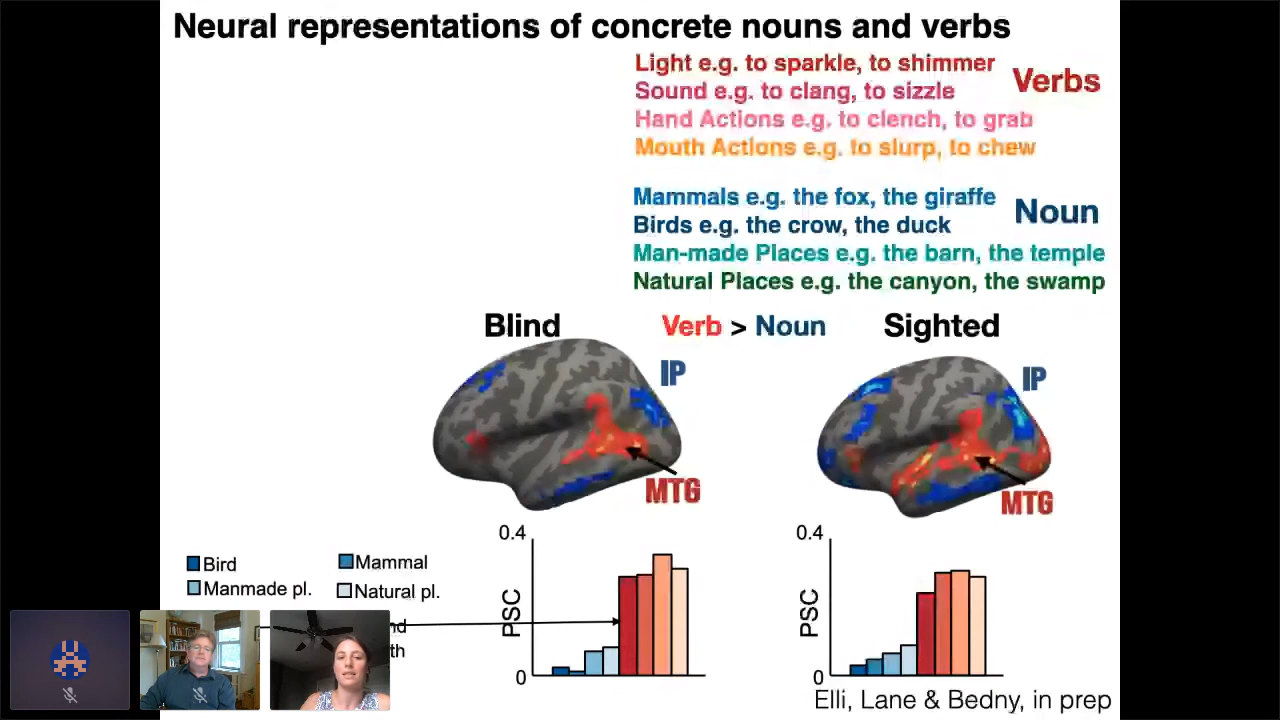 Neural representations of concrete nouns and verbs
Light e.g. to sparkle, to shimmer
Verbs
Sound e.g. to clang, to sizzle
Hand Actions e.g. to clench, to grab
Mouth Actions e.g. to slurp, to chew
Mammals e.g. the fox, the giraffe
Noun
Birds e.g. the crow, the duck
Man-made Places e.g. the barn, the temple
Natural Places e.g. the canyon, the swamp
Blind
Verb > Noun
Sighted
IP
IP
MTG
MTG
0.4
0.4
Bird
Mammal
Manmade pl.
Natural pl.
PSC
PSC
0
0
Elli, Lane & Bedny, in prep